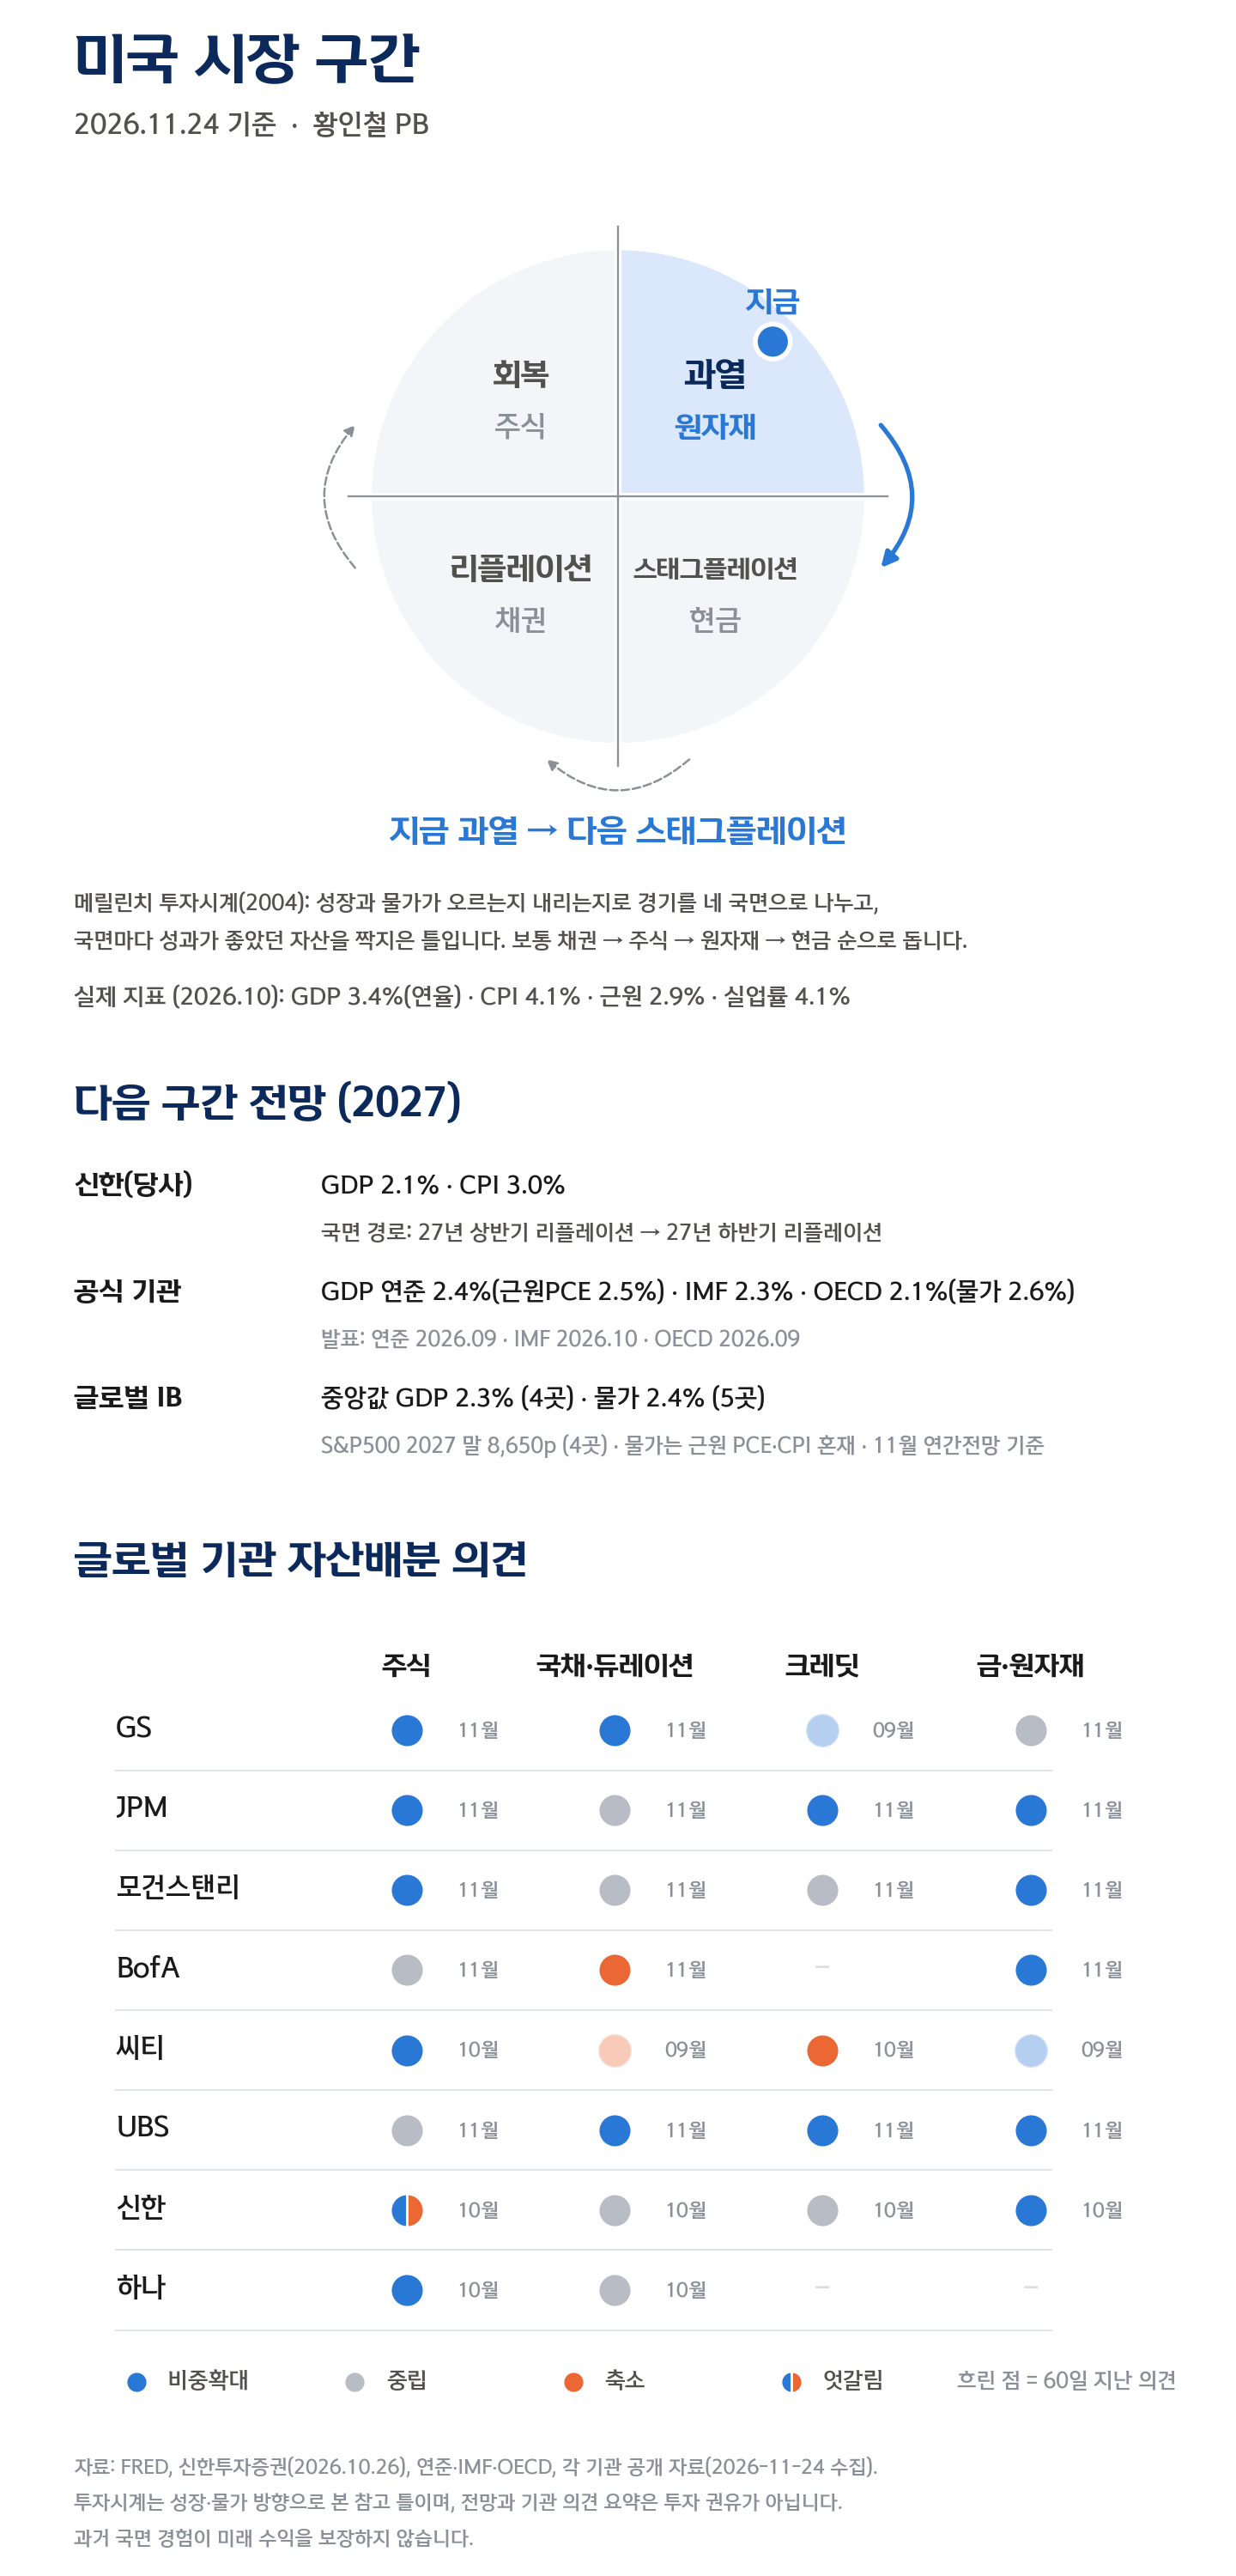 미국 시장 구간
2026.11.24 기준 · 황인철 PB
지금
회복
과열
주식
원자재
리플레이션
스태그플레이션
채권
현금
지금 과열 → 다음 스태그플레이션
메릴린치 투자시계(2004): 성장과 물가가 오르는지 내리는지로 경기를 네 국면으로 나누고,
국면마다 성과가 좋았던 자산을 짝지은 틀입니다. 보통 채권 → 주식 → 원자재 → 현금 순으로 돕니다.
실제 지표 (2026.10): GDP 3.4%(연율) · CPI 4.1% · 근원 2.9% · 실업률 4.1%
다음 구간 전망 (2027)
신한(당사) GDP 2.1% · CPI 3.0%
국면 경로: 27년 상반기 리플레이션 → 27년 하반기 리플레이션
공식 기관 GDP 연준 2.4%(근원PCE 2.5%) · IMF 2.3% · OECD 2.1%(물가 2.6%)
발표: 연준 2026.09 · IMF 2026.10 · OECD 2026.09
글로벌 IB 중앙값 GDP 2.3% (4곳) · 물가 2.4% (5곳)
S&P500 2027 말 8,650p (4곳) · 물가는 근원 PCE·CPI 혼재 · 11월 연간전망 기준
글로벌 기관 자산배분 의견
주식 국채·듀레이션 크레딧 금·원자재
GS 11월 11월 09월 11월
JPM 11월 11월 11월 11월
모건스탠리 11월 11월 11월 11월
BofA 11월 11월 – 11월
씨티 10월 09월 10월 09월
UBS 11월 11월 11월 11월
신한 10월 10월 10월 10월
하나 10월 10월 – –
비중확대 중립 축소 엇갈림 흐린 점 = 60일 지난 의견
자료: FRED, 신한투자증권(2026.10.26), 연준·IMF·OECD, 각 기관 공개 자료(2026-11-24 수집).
투자시계는 성장·물가 방향으로 본 참고 틀이며, 전망과 기관 의견 요약은 투자 권유가 아닙니다.
과거 국면 경험이 미래 수익을 보장하지 않습니다.